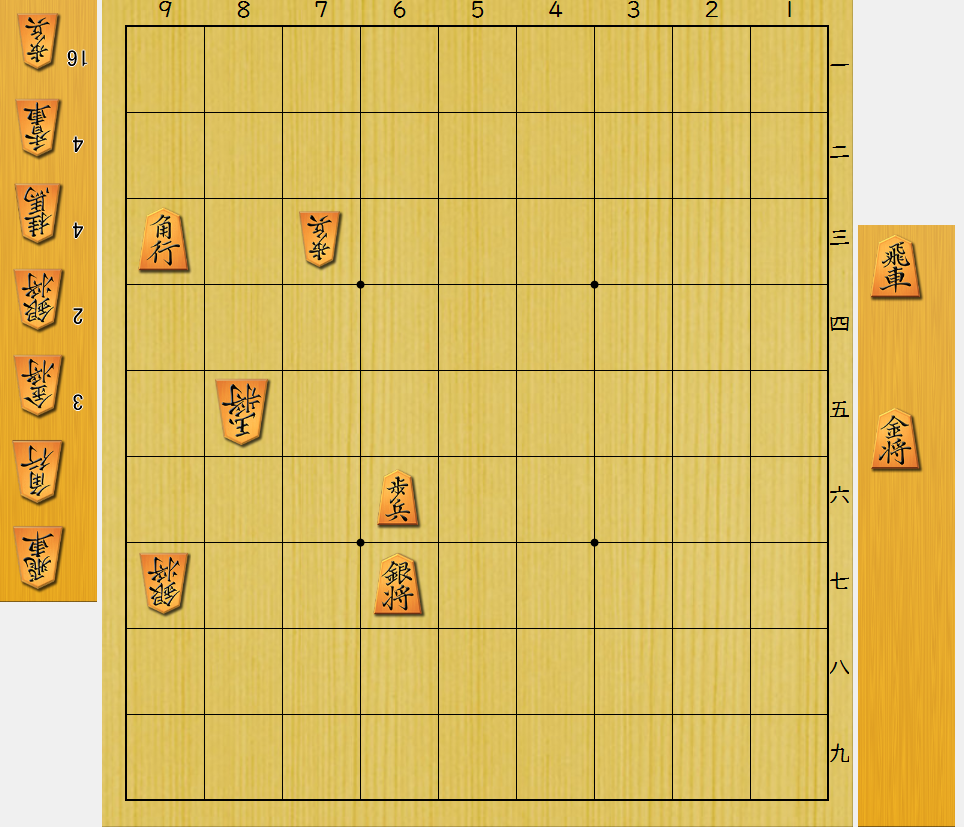 9 8 7 6 5 4 3 2 1
一
二
三
四
五
六
七
八
九
歩兵 16
香車 4
桂馬 4
銀将 2
金将 3
角行
飛車
角行
歩兵
玉将
歩兵
銀将
銀将
飛車
金将